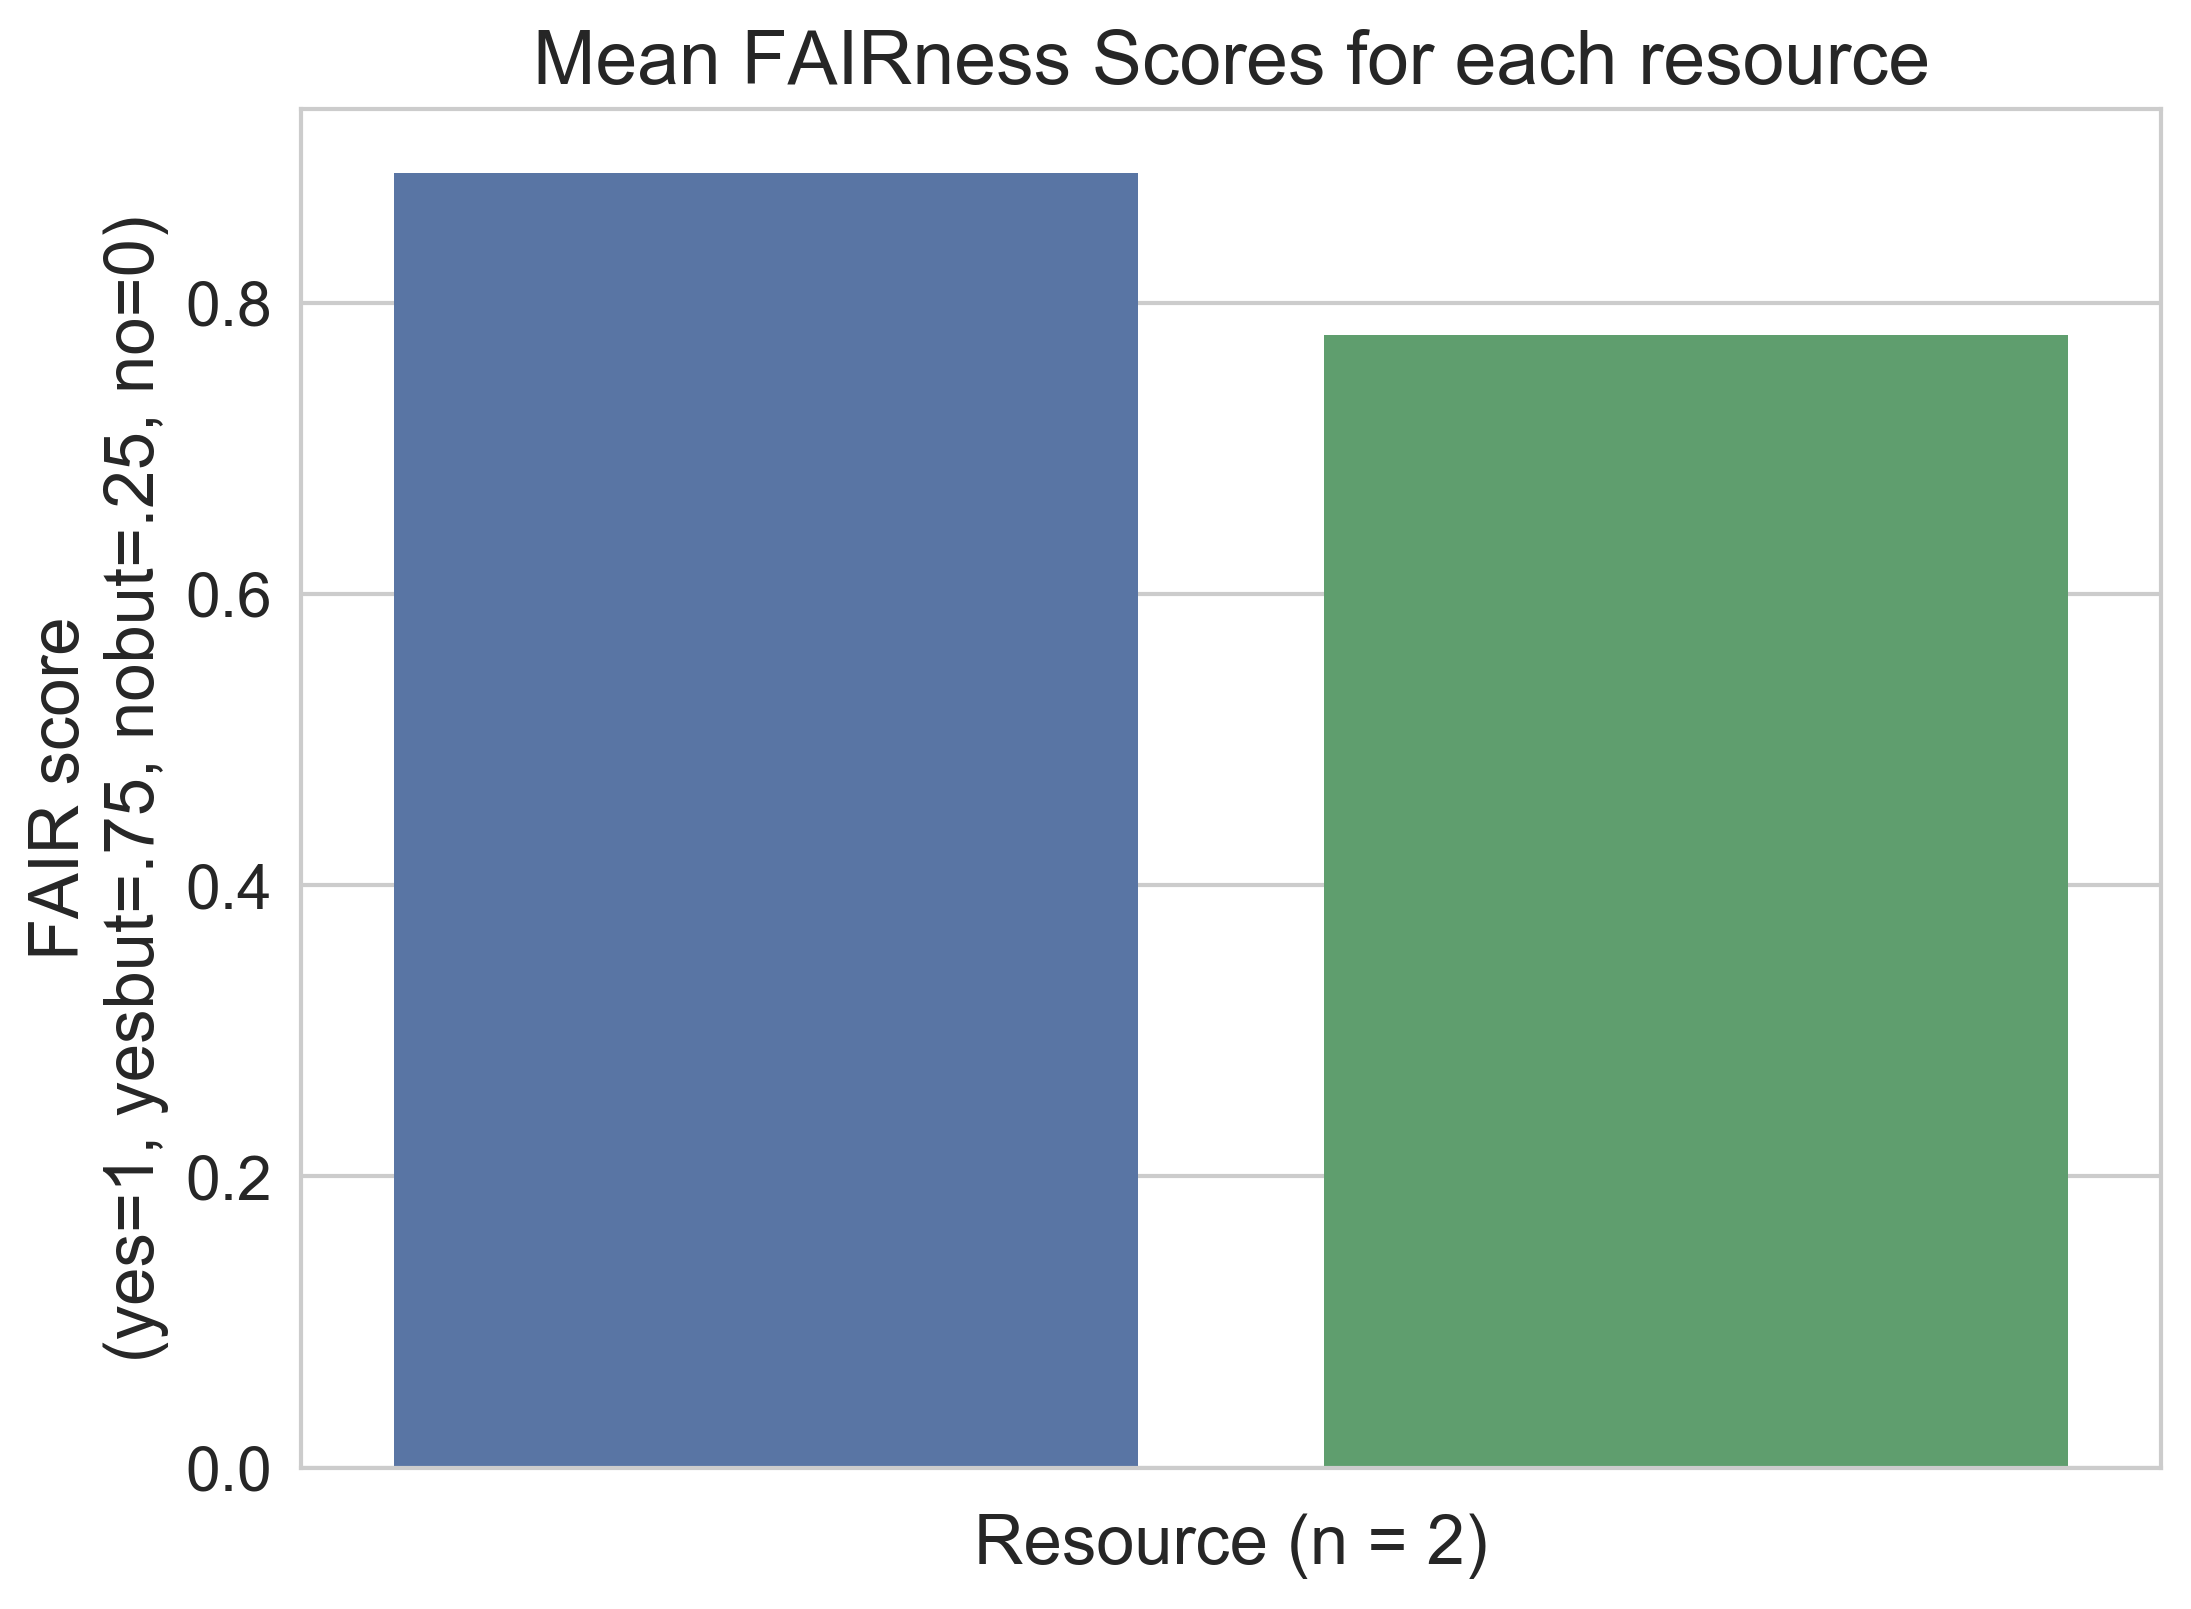 Mean FAIRness Scores for each resource
FAIR score
(yes=1, yesbut=.75, nobut=.25, no=0)
0.8
0.6
0.4
0.2
0.0
Resource (n = 2)